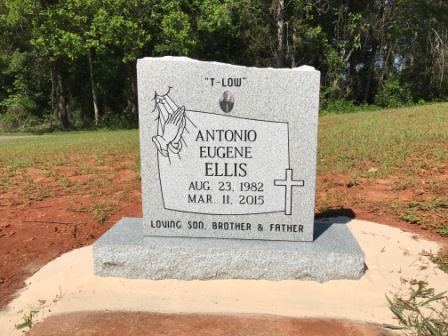 "T-LOW"
ANTONIO
EUGENE
ELLIS
AUG. 23, 1982
MAR. 11, 2015
LOVING SON, BROTHER & FATHER